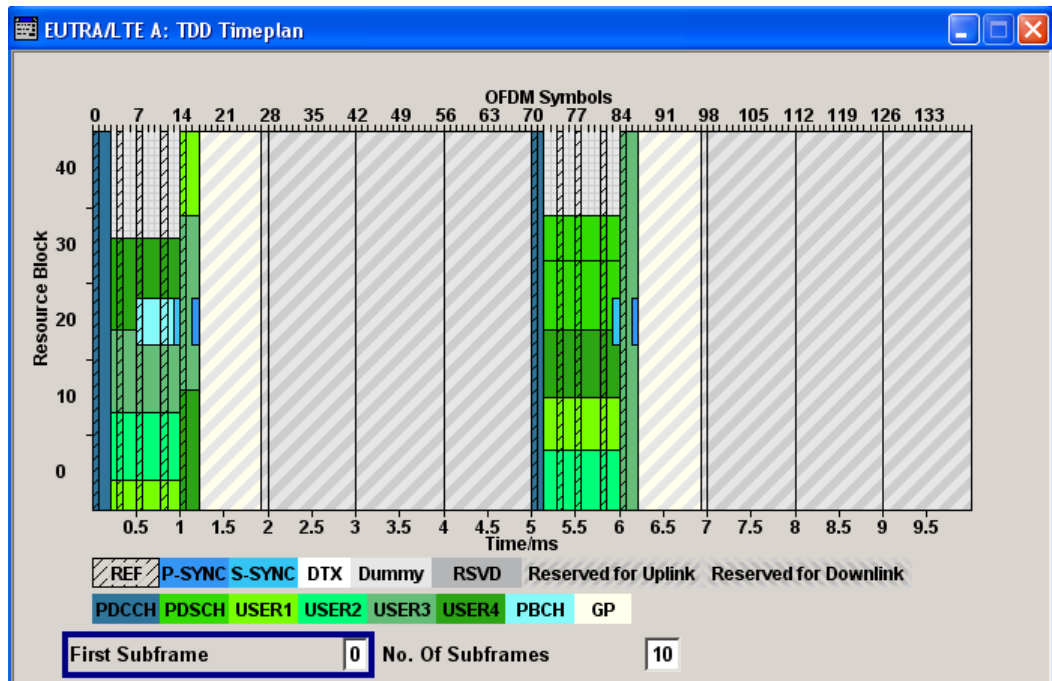 EUTRA/LTE A: TDD Timeplan
OFDM Symbols
0 7 14 21 28 35 42 49 56 63 70 77 84 91 98 105 112 119 126 133
Resource Block
40
30
20
10
0
0.5 1 1.5 2 2.5 3 3.5 4 4.5 5 5.5 6 6.5 7 7.5 8 8.5 9 9.5
Time/ms
REF P-SYNC S-SYNC DTX Dummy RSVD Reserved for Uplink Reserved for Downlink
PDCCH PDSCH USER1 USER2 USER3 USER4 PBCH GP
First Subframe 0 No. Of Subframes 10